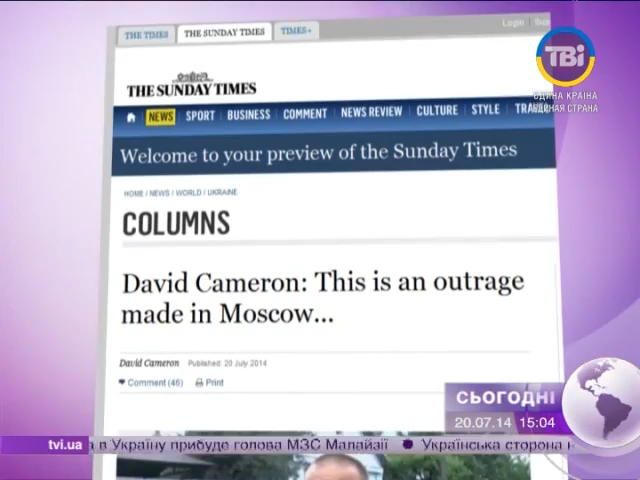 THE TIMES
THE SUNDAY TIMES
TIMES+
Login
ТВі
ЄДИНА КРАЇНА
ЕДИНАЯ СТРАНА
THE SUNDAY TIMES
NEWS SPORT BUSINESS COMMENT NEWS REVIEW CULTURE STYLE
Welcome to your preview of the Sunday Times
HOME / NEWS / WORLD / UKRAINE
COLUMNS
David Cameron: This is an outrage
made in Moscow...
David Cameron Published: 20 July 2014
Comment (46) Print
СЬОГОДНІ
20.07.14 15:04
tvi.ua в Україну прибуде голова МЗС Малайзії ● Українська сторона